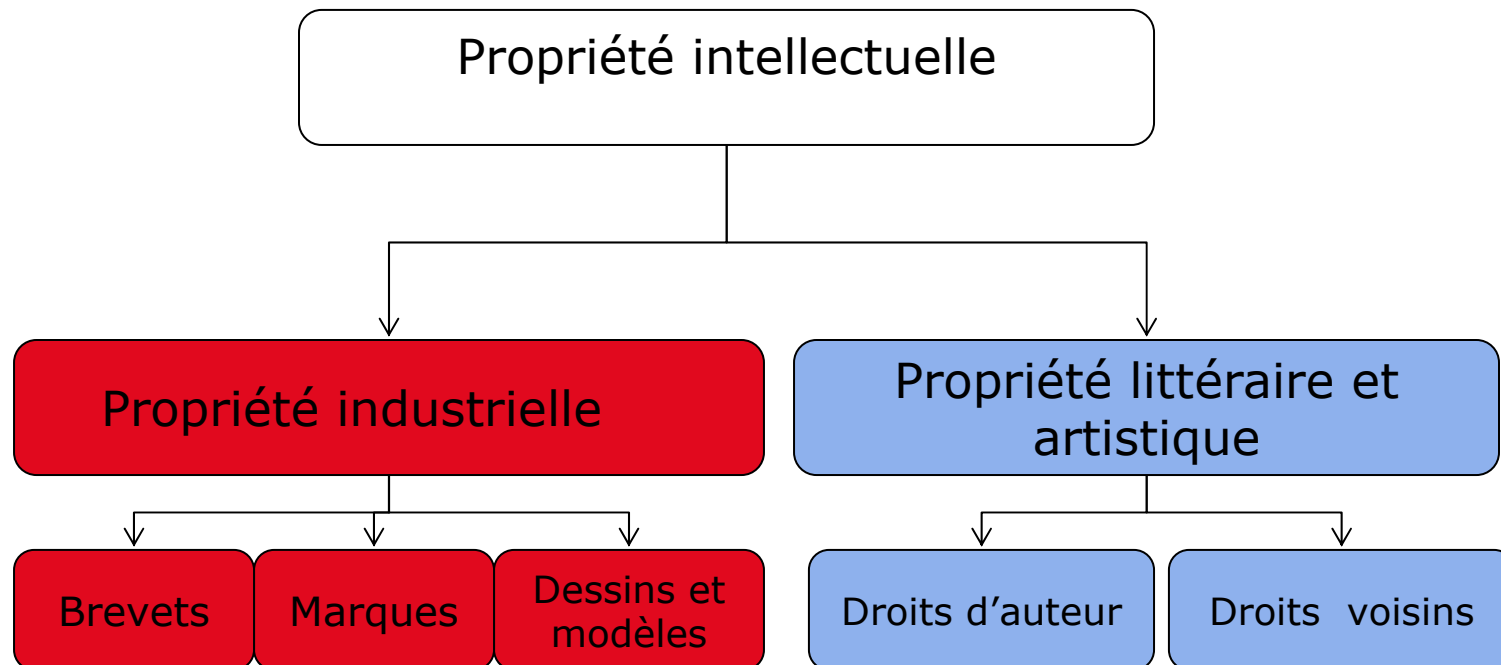 Propriété intellectuelle
Propriété industrielle
Propriété littéraire et
artistique
Brevets
Marques
Dessins et
modèles
Droits d’auteur
Droits  voisins